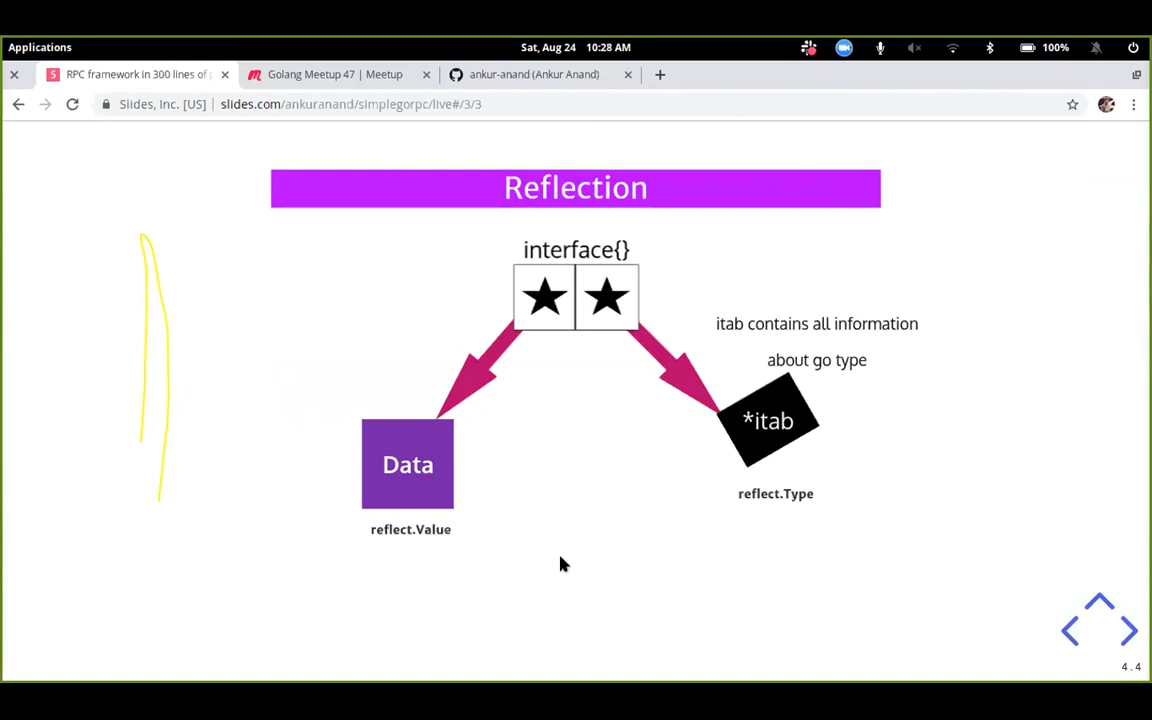 Applications
Sat, Aug 24 10:28 AM
100%
RPC framework in 300 lines of
Golang Meetup 47 | Meetup
ankur-anand (Ankur Anand)
Slides, Inc. [US] | slides.com/ankuranand/simplegorpc/live#/3/3
Reflection
interface{}
itab contains all information
about go type
*itab
Data
reflect.Type
reflect.Value
4.4